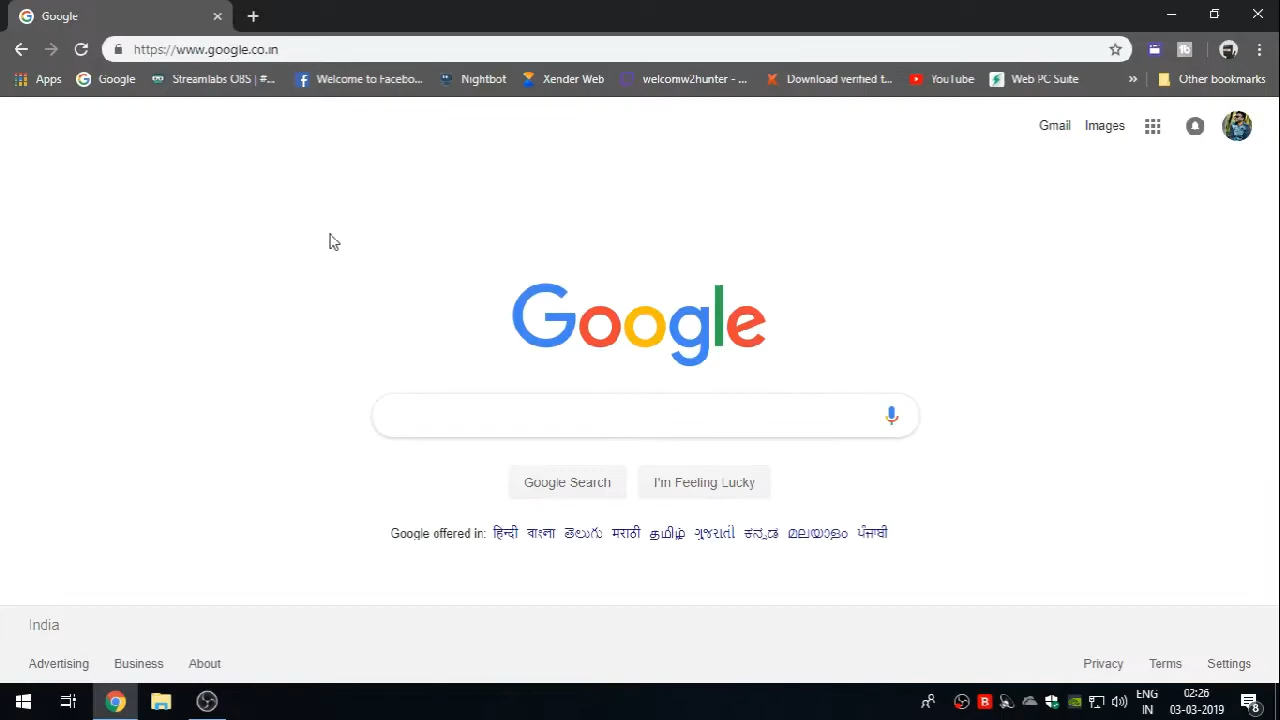 Google
https://www.google.co.in
Apps Google Streamlabs OBS | #... Welcome to Facebo... Nightbot Xender Web welcomw2hunter - ... Download verified t... YouTube Web PC Suite » Other bookmarks
Gmail Images
Google
Google Search I'm Feeling Lucky
Google offered in: हिन्दी বাংলা తెలుగు मराठी தமிழ் ગુજરાતી ಕನ್ನಡ മലയാളം ਪੰਜਾਬੀ
India
Advertising Business About Privacy Terms Settings
ENG 02:26
IN 03-03-2019 8